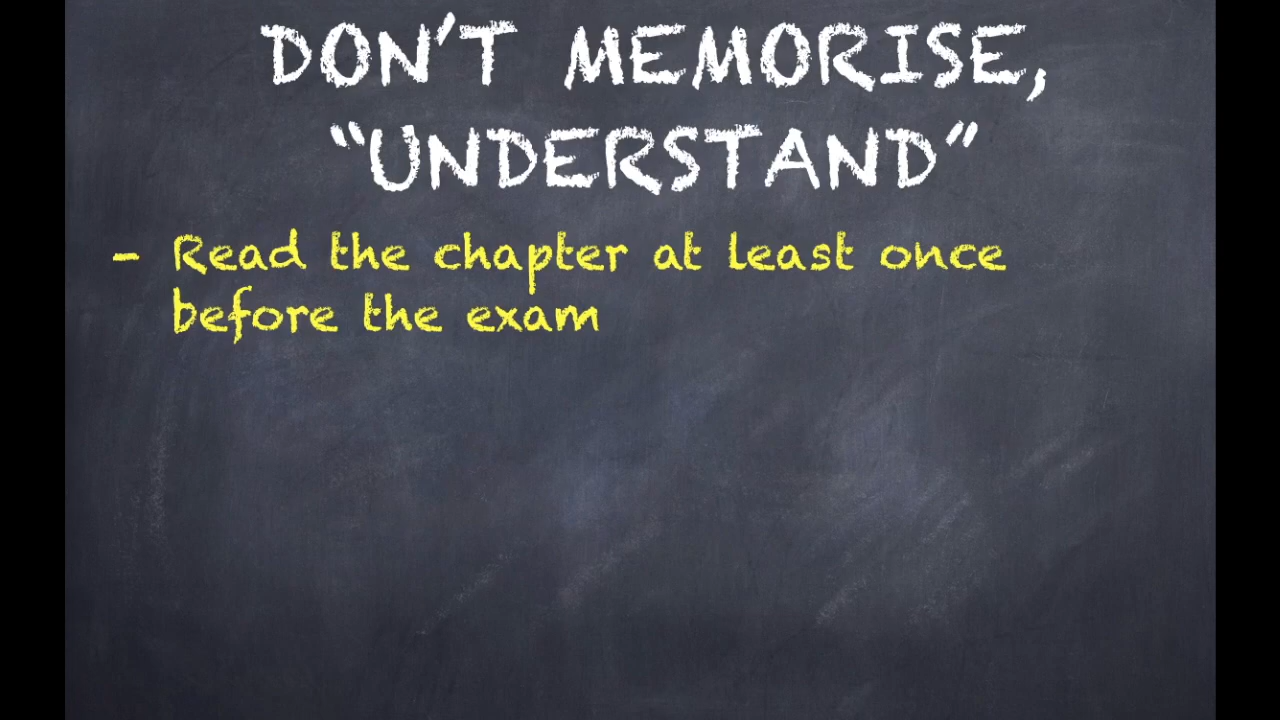 DON'T MEMORISE,
“UNDERSTAND”
- Read the chapter at least once
before the exam